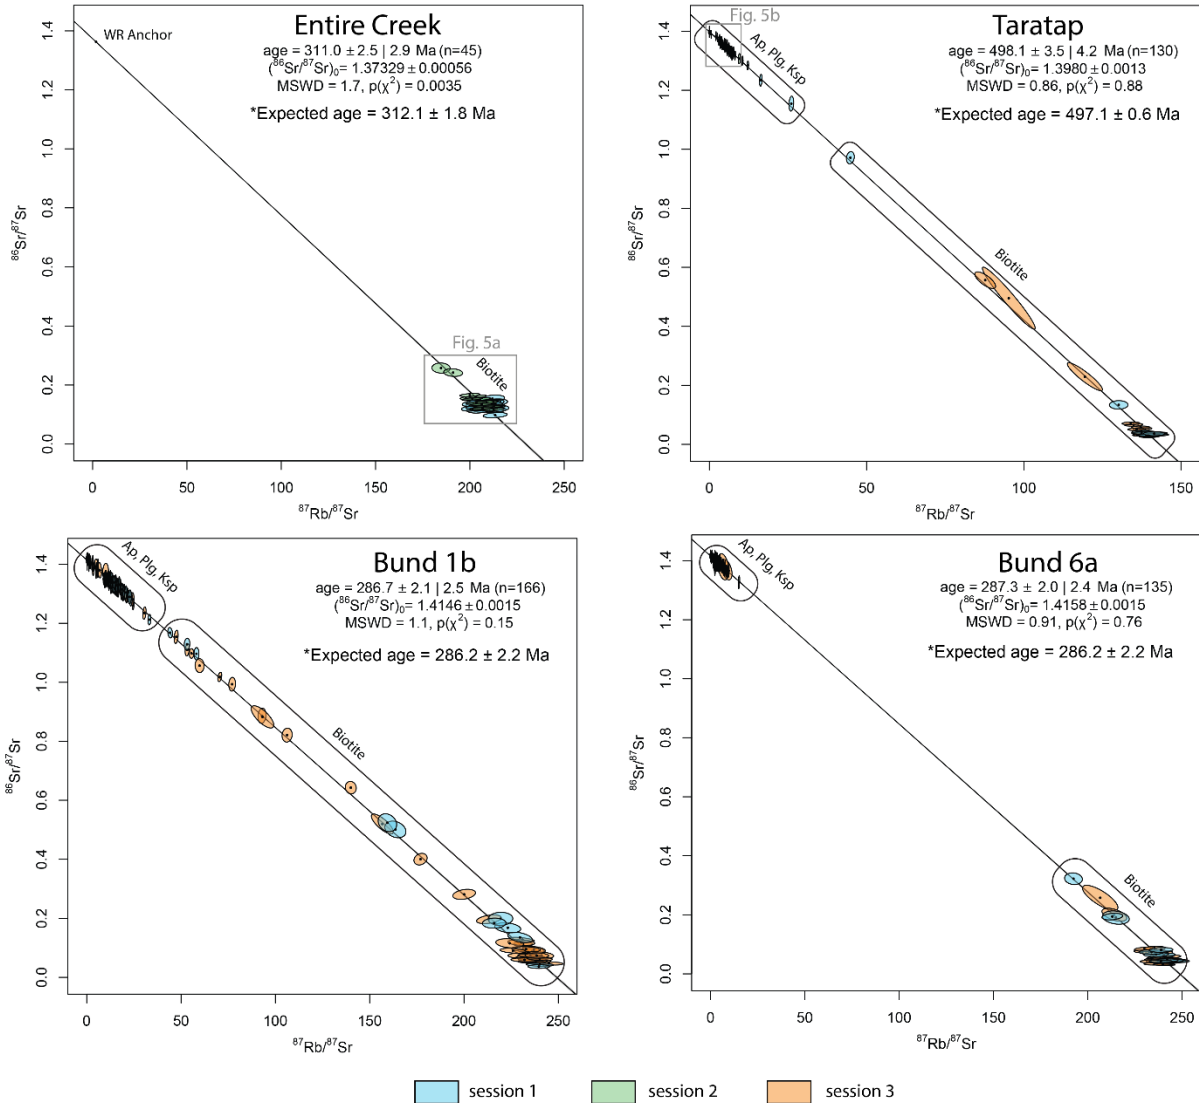 Entire Creek
age = 311.0 ± 2.5 | 2.9 Ma (n=45)
(⁸⁶Sr/⁸⁷Sr)₀= 1.37329 ± 0.00056
MSWD = 1.7, p(χ²) = 0.0035
*Expected age = 312.1 ± 1.8 Ma
WR Anchor
Fig. 5a
Biotite
⁸⁶Sr/⁸⁷Sr
1.4
1.2
1.0
0.8
0.6
0.4
0.2
0.0
0 50 100 150 200 250
⁸⁷Rb/⁸⁷Sr
Taratap
age = 498.1 ± 3.5 | 4.2 Ma (n=130)
(⁸⁶Sr/⁸⁷Sr)₀= 1.3980 ± 0.0013
MSWD = 0.86, p(χ²) = 0.88
*Expected age = 497.1 ± 0.6 Ma
Fig. 5b
Ap, Plg, Ksp
Biotite
⁸⁶Sr/⁸⁷Sr
1.4
1.2
1.0
0.8
0.6
0.4
0.2
0.0
0 50 100 150
⁸⁷Rb/⁸⁷Sr
Bund 1b
age = 286.7 ± 2.1 | 2.5 Ma (n=166)
(⁸⁶Sr/⁸⁷Sr)₀= 1.4146 ± 0.0015
MSWD = 1.1, p(χ²) = 0.15
*Expected age = 286.2 ± 2.2 Ma
Ap, Plg, Ksp
Biotite
⁸⁶Sr/⁸⁷Sr
1.4
1.2
1.0
0.8
0.6
0.4
0.2
0.0
0 50 100 150 200 250
⁸⁷Rb/⁸⁷Sr
Bund 6a
age = 287.3 ± 2.0 | 2.4 Ma (n=135)
(⁸⁶Sr/⁸⁷Sr)₀= 1.4158 ± 0.0015
MSWD = 0.91, p(χ²) = 0.76
*Expected age = 286.2 ± 2.2 Ma
Ap, Plg, Ksp
Biotite
⁸⁶Sr/⁸⁷Sr
1.4
1.2
1.0
0.8
0.6
0.4
0.2
0.0
0 50 100 150 200 250
⁸⁷Rb/⁸⁷Sr
session 1 session 2 session 3